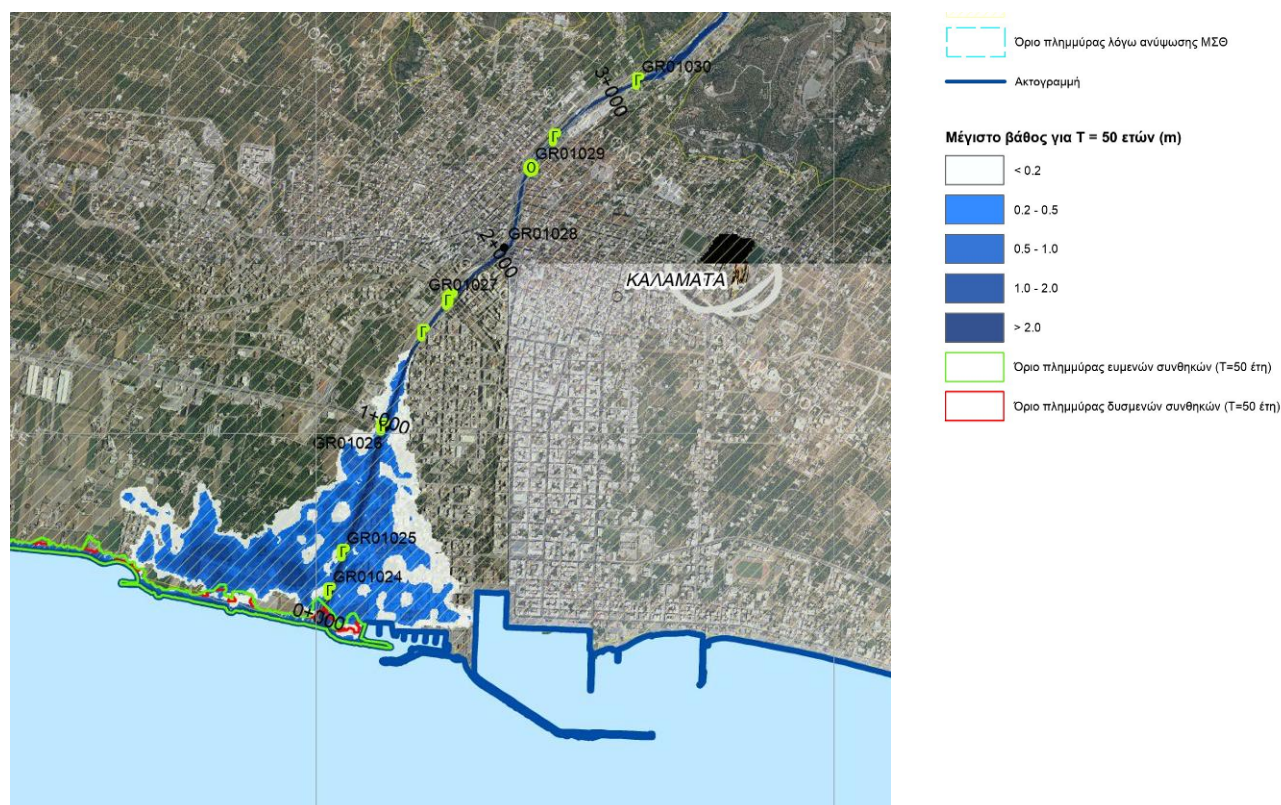 GR01030
3+000
Γ
Γ
GR01029
Ο
GR01028
2+000
ΚΑΛΑΜΑΤΑ
GR01027
Γ
Γ
1+000
Γ
GR01026
GR01025
Γ
GR01024
Γ
0+000
Όριο πλημμύρας λόγω ανύψωσης ΜΣΘ
Ακτογραμμή
Μέγιστο βάθος για Τ = 50 ετών (m)
< 0.2
0.2 - 0.5
0.5 - 1.0
1.0 - 2.0
> 2.0
Όριο πλημμύρας ευμενών συνθηκών (Τ=50 έτη)
Όριο πλημμύρας δυσμενών συνθηκών (Τ=50 έτη)